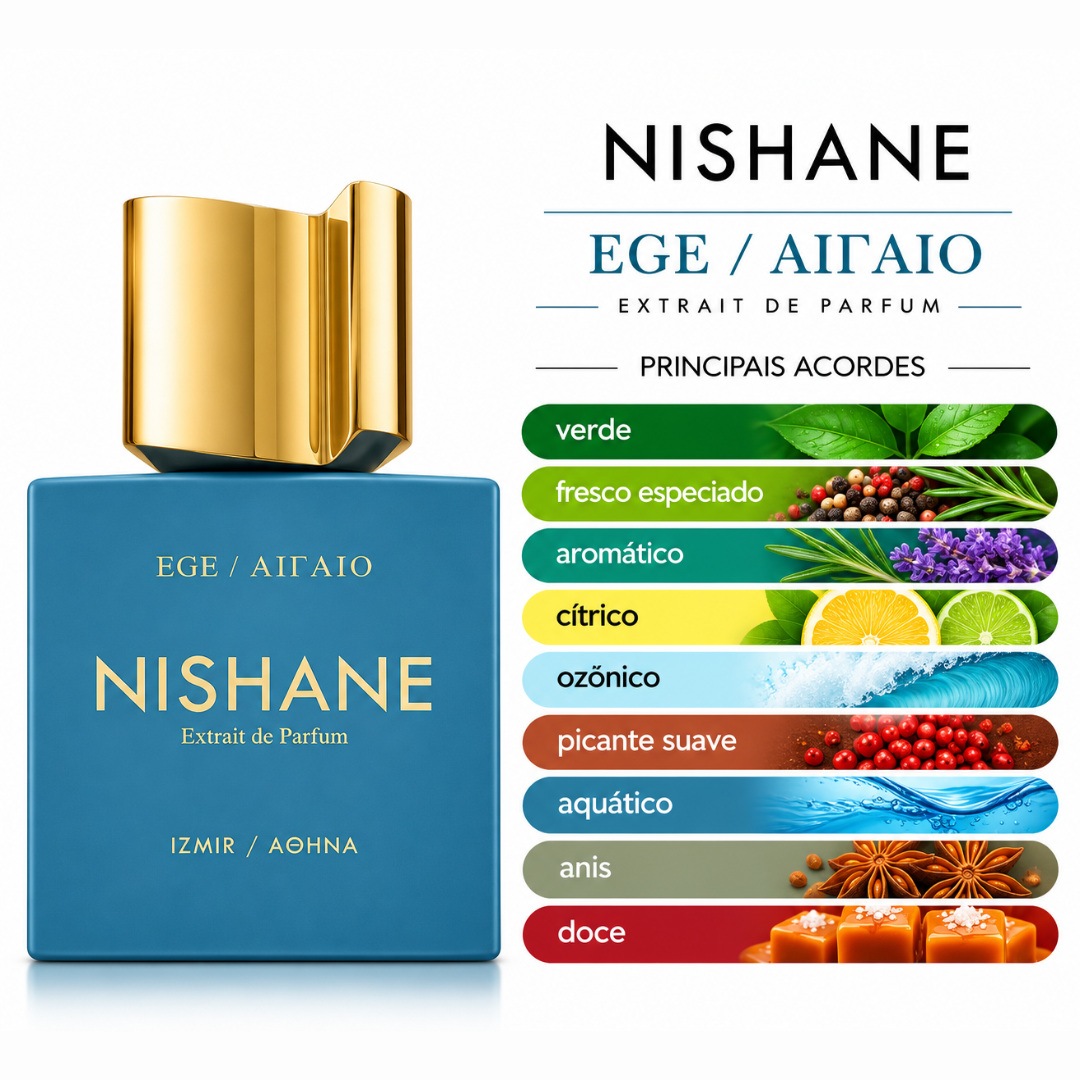 EGE / ΑΙΓΑΙΟ
NISHANE
Extrait de Parfum
IZMIR / ΑΘΗΝΑ
NISHANE
EGE / ΑΙΓΑΙΟ
EXTRAIT DE PARFUM
PRINCIPAIS ACORDES
verde
fresco especiado
aromático
cítrico
ozőnico
picante suave
aquático
anis
doce